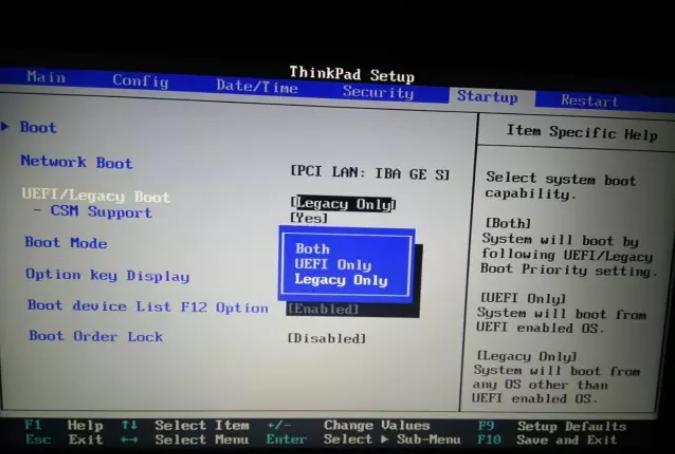 ThinkPad Setup
Main Config Date/Time Security Startup Restart
Boot
Network Boot [PCI LAN: IBA GE S]
UEFI/Legacy Boot [Legacy Only]
- CSM Support [Yes]
Boot Mode
Option key Display
Boot device List F12 Option [Enabled]
Boot Order Lock [Disabled]
Both
UEFI Only
Legacy Only
Item Specific Help
Select system boot
capability.
[Both]
System will boot by
following UEFI/Legacy
Boot Priority setting.
[UEFI Only]
System will boot from
UEFI enabled OS.
[Legacy Only]
System will boot from
any OS other than
UEFI enabled OS.
F1 Help ↑↓ Select Item +/- Change Values F9 Setup Defaults
Esc Exit ↔ Select Menu Enter Select ▶ Sub-Menu F10 Save and Exit